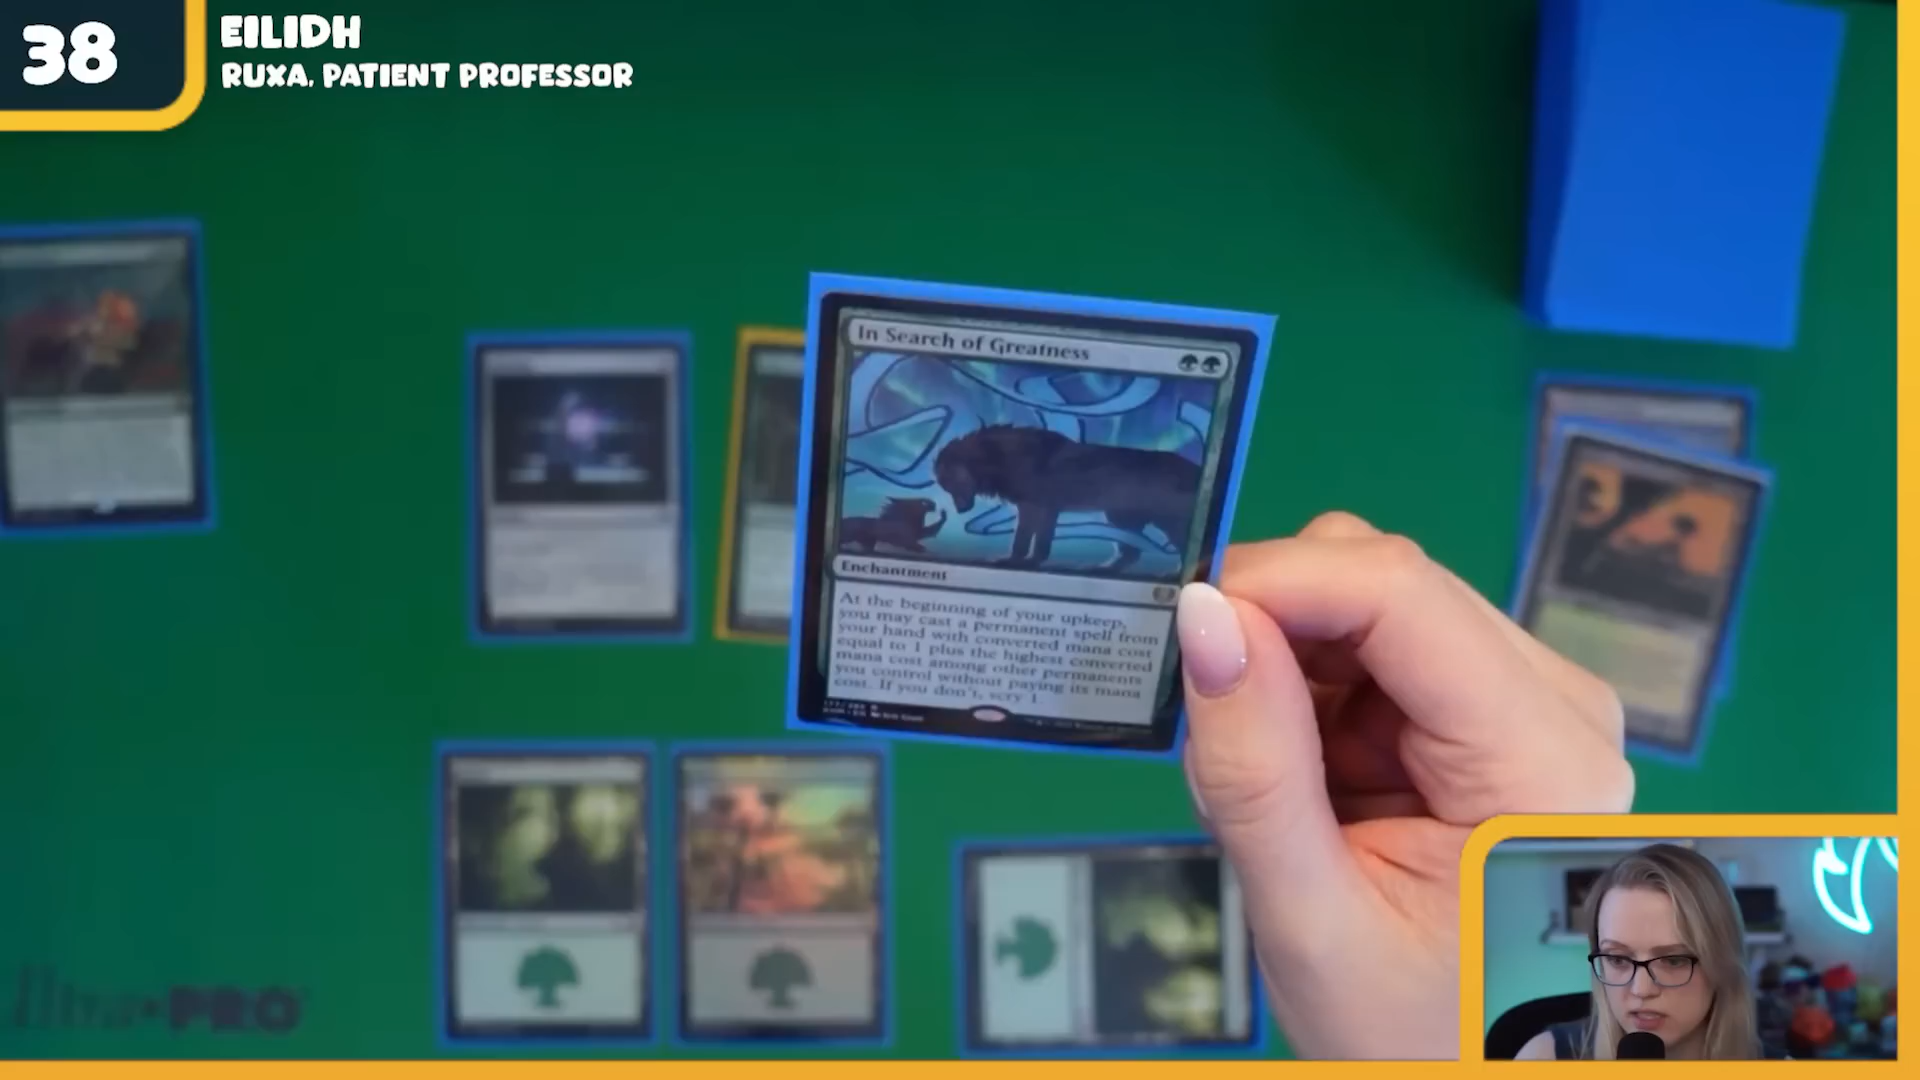 38
EILIDH
RUXA, PATIENT PROFESSOR
In Search of Greatness
Enchantment
At the beginning of your upkeep,
you may cast a permanent spell from
your hand with converted mana cost
equal to 1 plus the highest converted
mana cost among other permanents
you control without paying its mana
cost. If you don't, scry 1
PRO